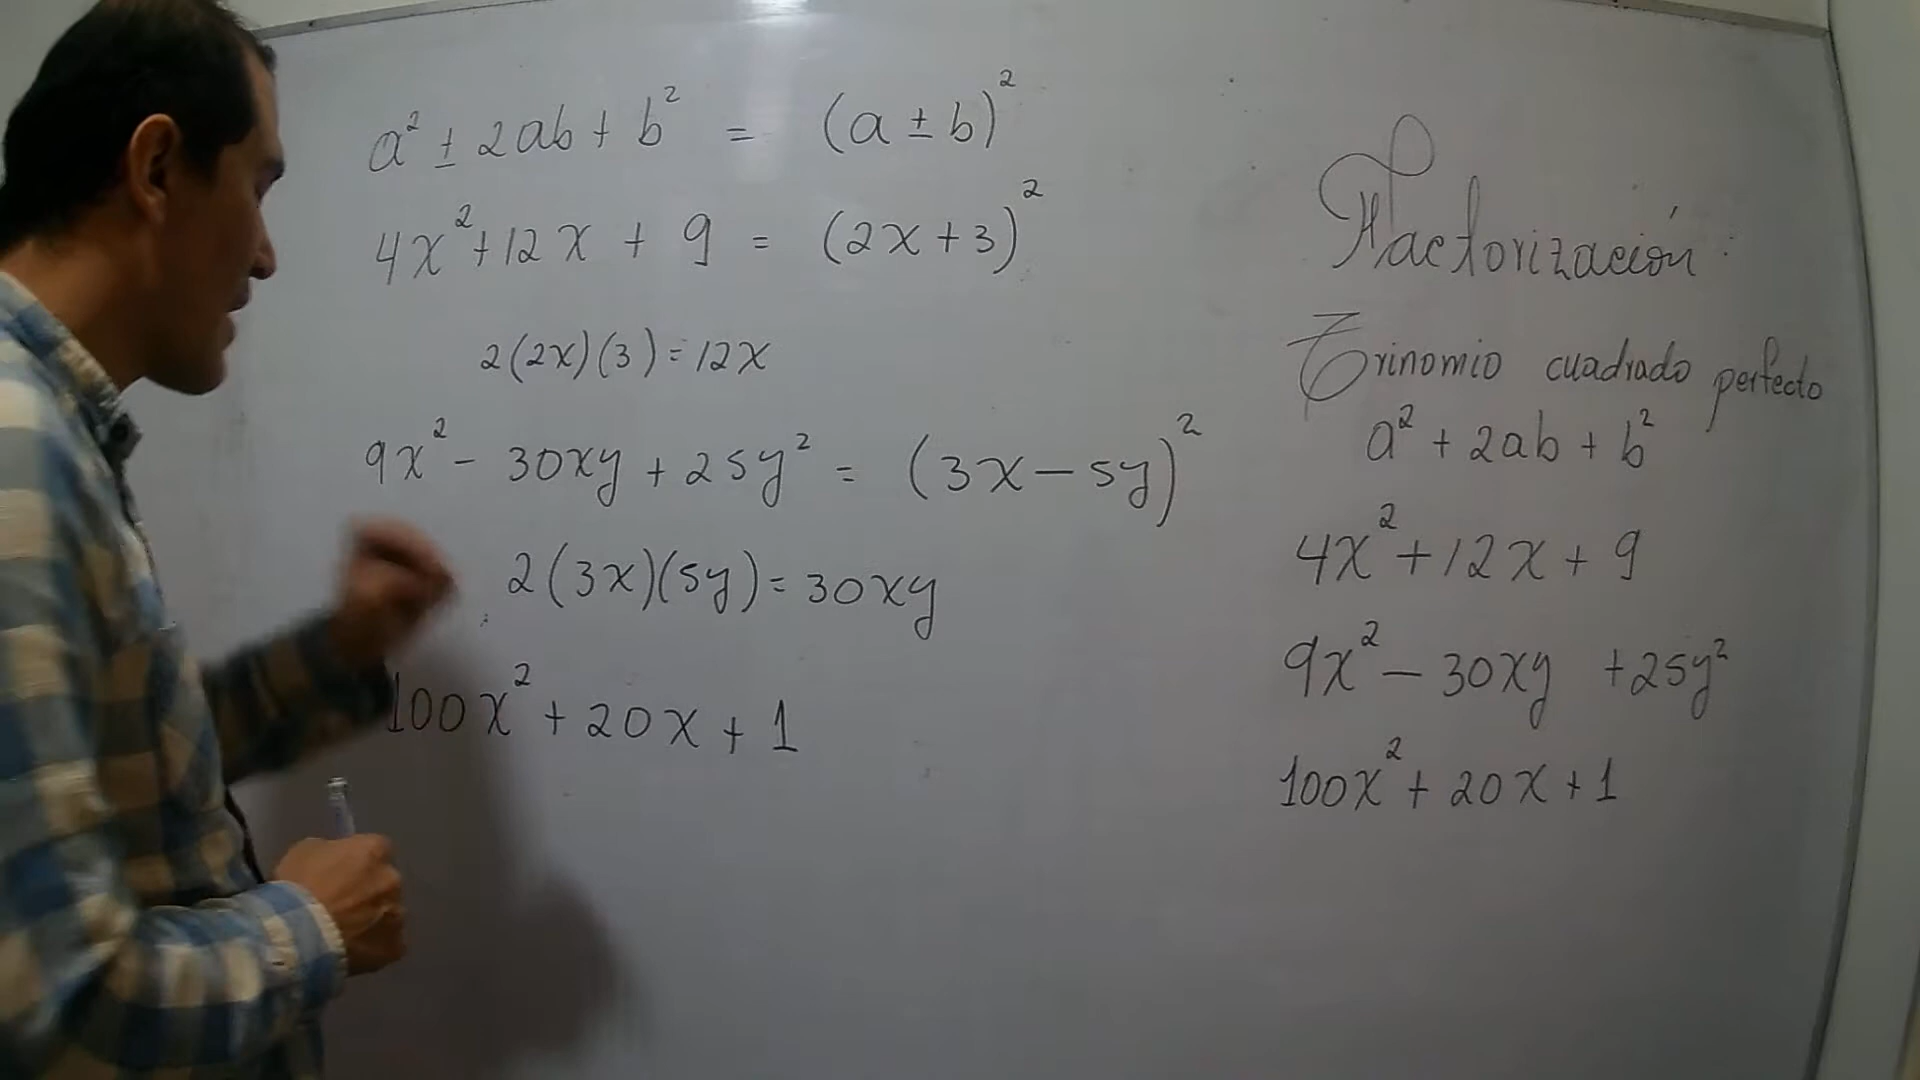 a² ± 2ab + b² = (a ± b)²
4x² + 12x + 9 = (2x + 3)²
2(2x)(3) = 12x
9x² - 30xy + 25y² = (3x - 5y)²
2(3x)(5y) = 30xy
100x² + 20x + 1
Factorización:
Trinomio cuadrado perfecto
a² + 2ab + b²
4x² + 12x + 9
9x² - 30xy + 25y²
100x² + 20x + 1